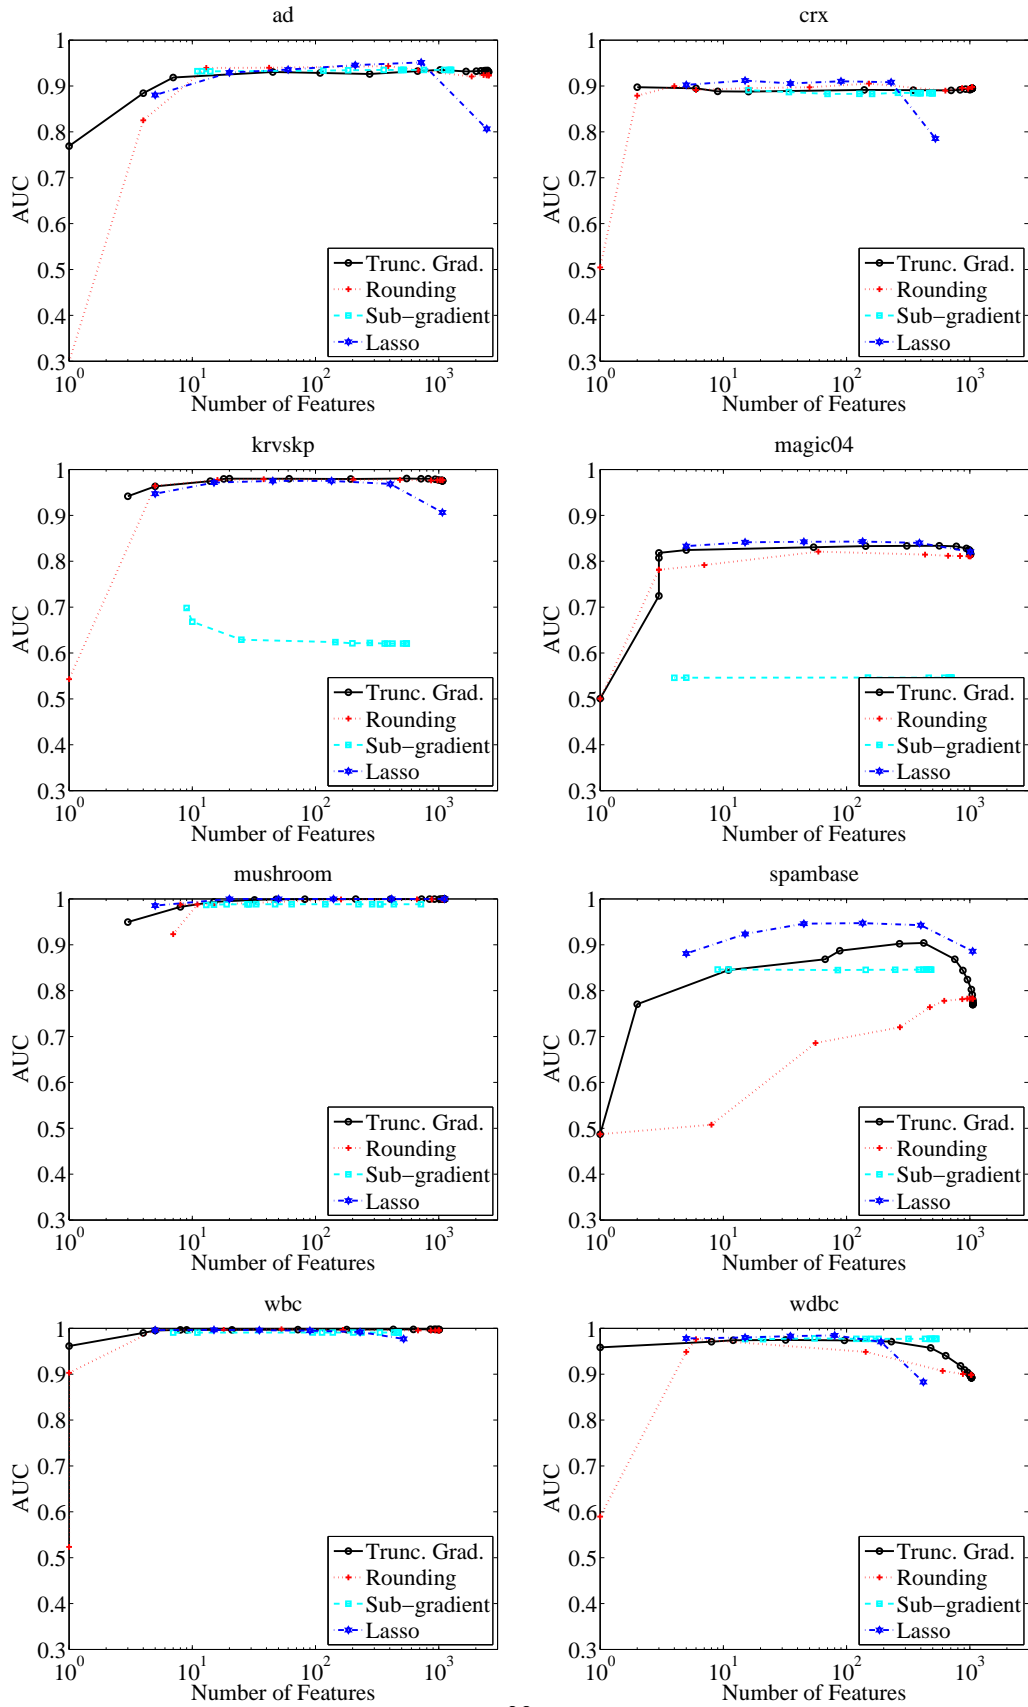 ad
1
0.9
0.8
0.7
0.6
0.5
0.4
0.3
AUC
10^0
10^1
10^2
10^3
Number of Features
Trunc. Grad.
Rounding
Sub−gradient
Lasso
crx
1
0.9
0.8
0.7
0.6
0.5
0.4
0.3
AUC
10^0
10^1
10^2
10^3
Number of Features
Trunc. Grad.
Rounding
Sub−gradient
Lasso
krvskp
1
0.9
0.8
0.7
0.6
0.5
0.4
0.3
AUC
10^0
10^1
10^2
10^3
Number of Features
Trunc. Grad.
Rounding
Sub−gradient
Lasso
magic04
1
0.9
0.8
0.7
0.6
0.5
0.4
0.3
AUC
10^0
10^1
10^2
10^3
Number of Features
Trunc. Grad.
Rounding
Sub−gradient
Lasso
mushroom
1
0.9
0.8
0.7
0.6
0.5
0.4
0.3
AUC
10^0
10^1
10^2
10^3
Number of Features
Trunc. Grad.
Rounding
Sub−gradient
Lasso
spambase
1
0.9
0.8
0.7
0.6
0.5
0.4
0.3
AUC
10^0
10^1
10^2
10^3
Number of Features
Trunc. Grad.
Rounding
Sub−gradient
Lasso
wbc
1
0.9
0.8
0.7
0.6
0.5
0.4
0.3
AUC
10^0
10^1
10^2
10^3
Number of Features
Trunc. Grad.
Rounding
Sub−gradient
Lasso
wdbc
1
0.9
0.8
0.7
0.6
0.5
0.4
0.3
AUC
10^0
10^1
10^2
10^3
Number of Features
Trunc. Grad.
Rounding
Sub−gradient
Lasso